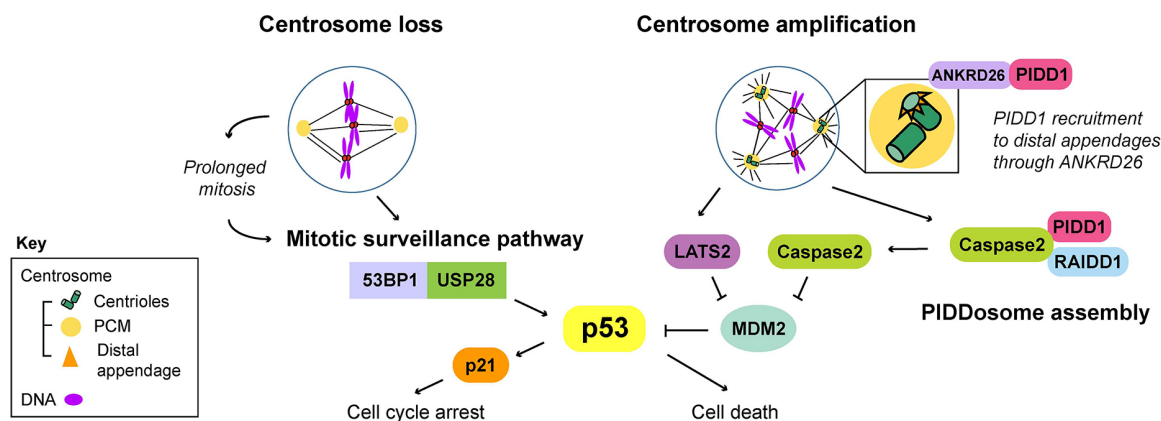 Centrosome loss
Centrosome amplification
ANKRD26
PIDD1
PIDD1 recruitment
to distal appendages
through ANKRD26
Prolonged
mitosis
Mitotic surveillance pathway
53BP1
USP28
LATS2
Caspase2
Caspase2
PIDD1
RAIDD1
PIDDosome assembly
p53
MDM2
p21
Cell cycle arrest
Cell death
Key
Centrosome
Centrioles
PCM
Distal
appendage
DNA